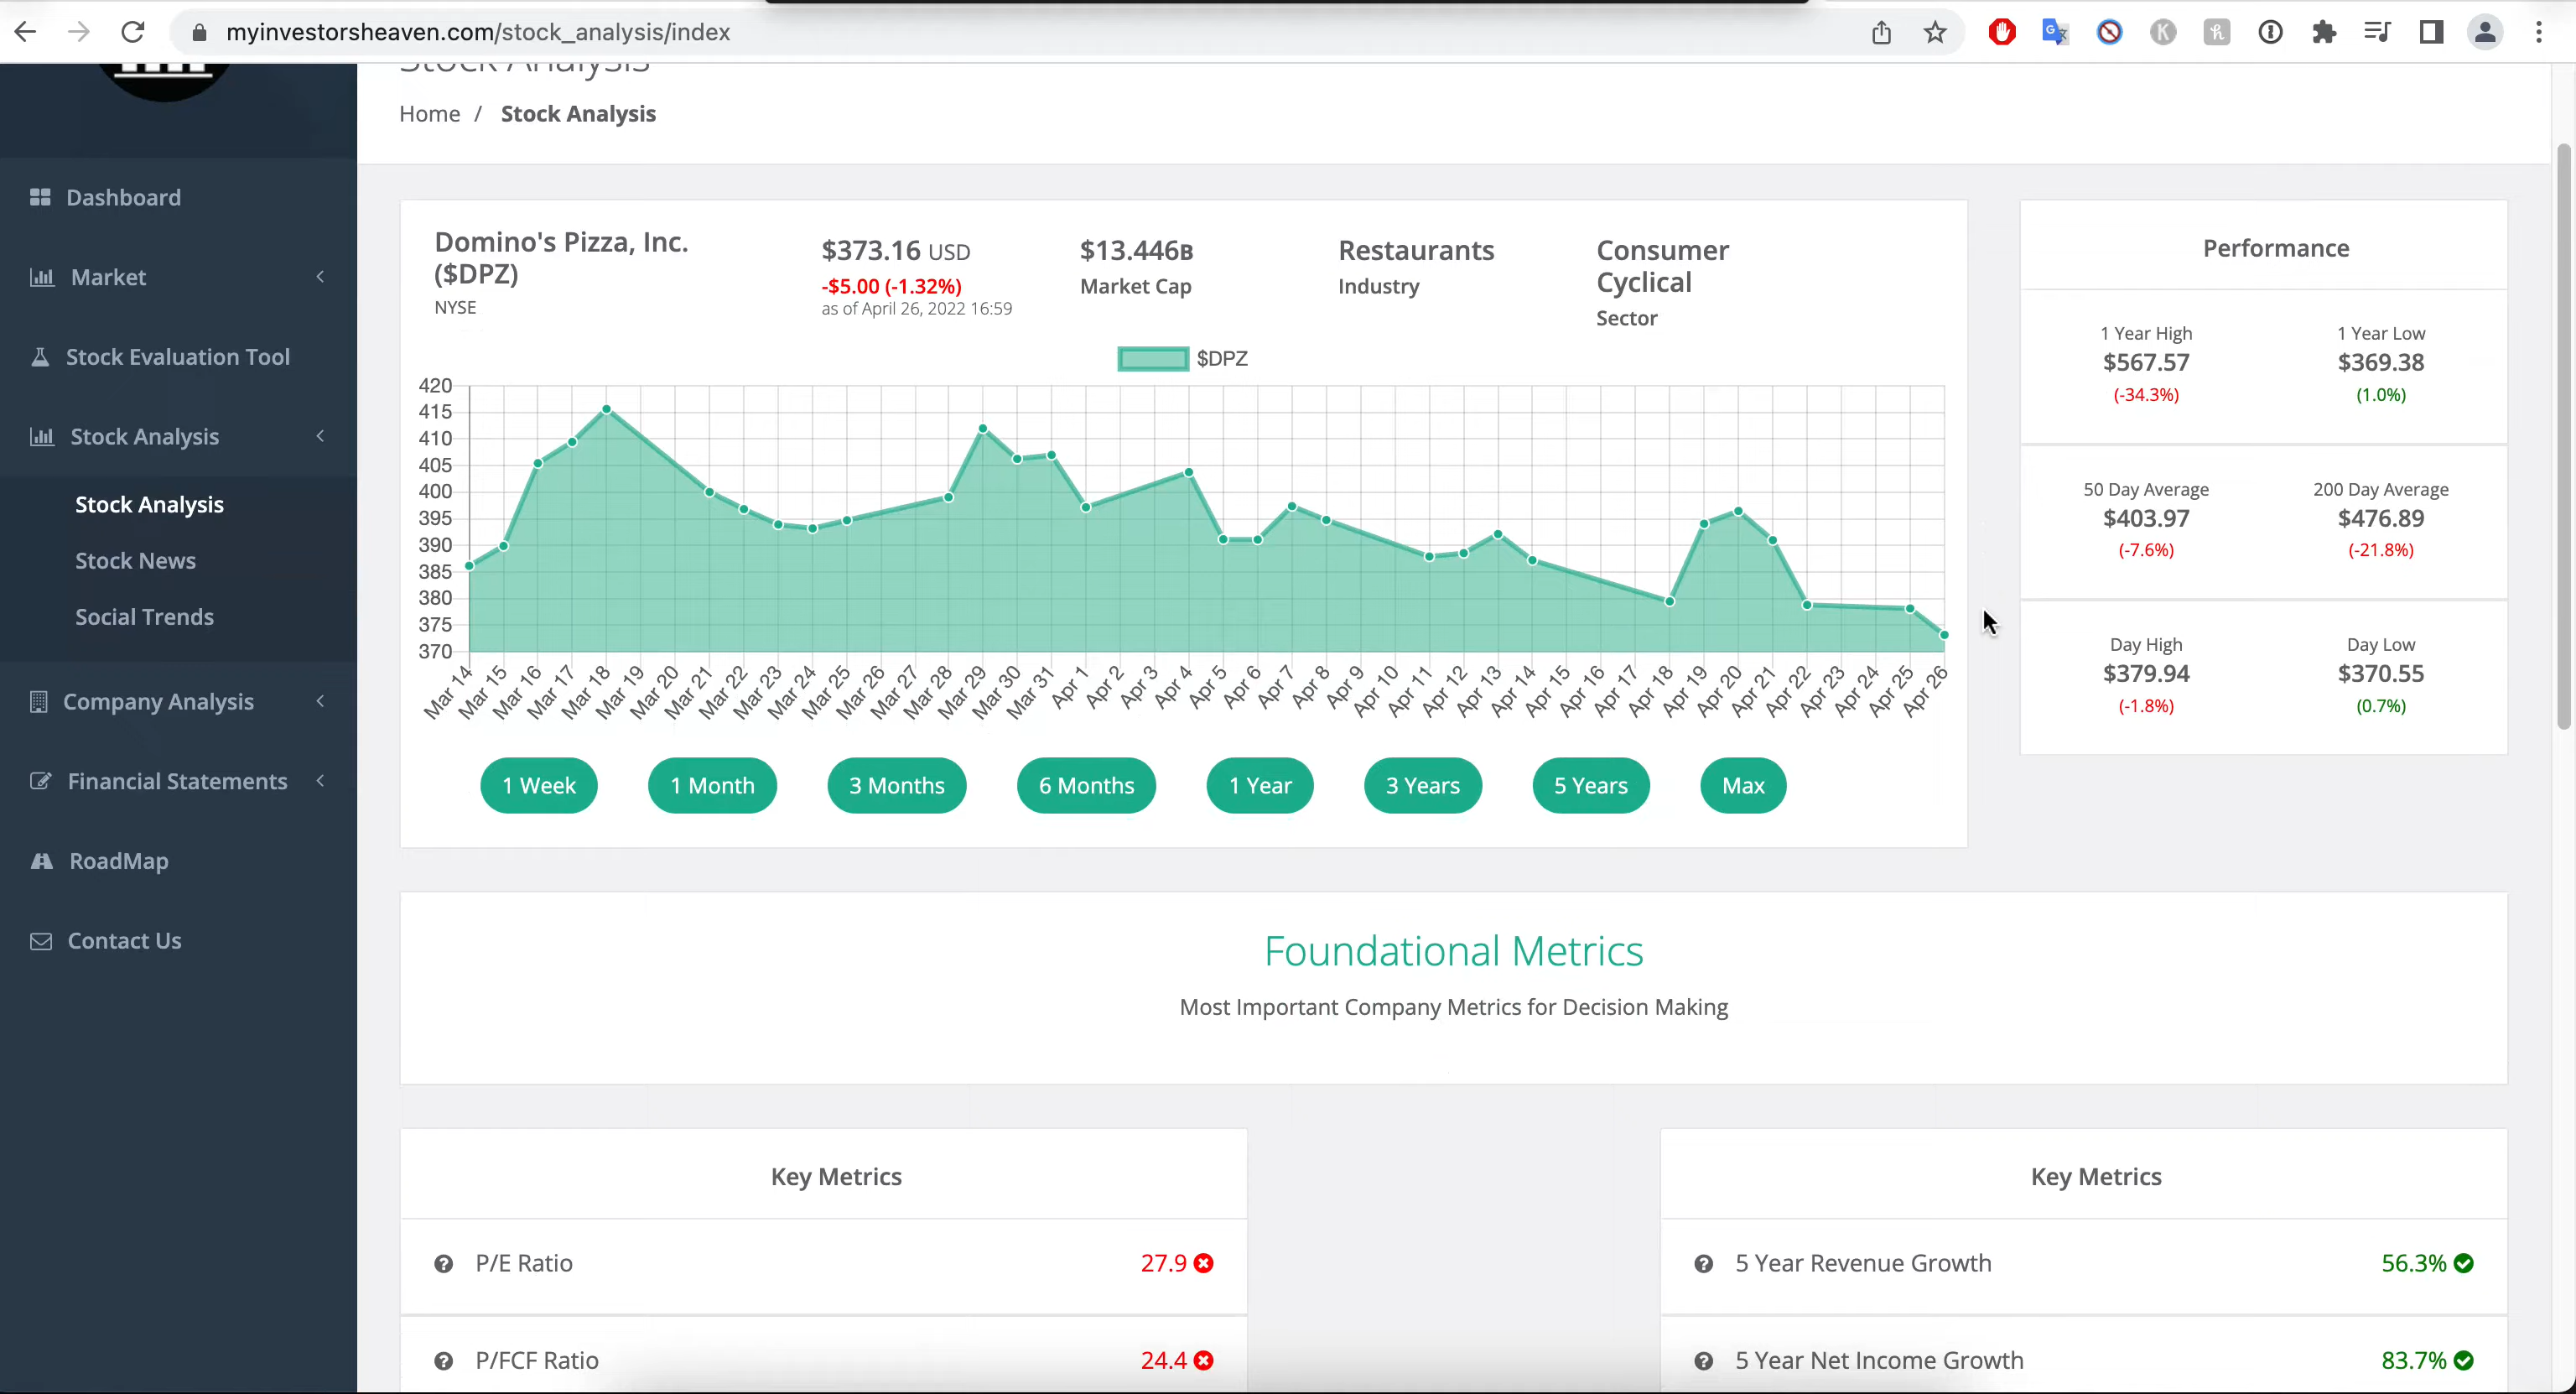 myinvestorsheaven.com/stock_analysis/index
Stock Analysis
Home / Stock Analysis
Dashboard
Market
Stock Evaluation Tool
Stock Analysis
Stock Analysis
Stock News
Social Trends
Company Analysis
Financial Statements
RoadMap
Contact Us
Domino's Pizza, Inc.
($DPZ)
NYSE
$373.16 USD
-$5.00 (-1.32%)
as of April 26, 2022 16:59
$13.446B
Market Cap
Restaurants
Industry
Consumer
Cyclical
Sector
$DPZ
420
415
410
405
400
395
390
385
380
375
370
Mar 14 Mar 15 Mar 16 Mar 17 Mar 18 Mar 19 Mar 20 Mar 21 Mar 22 Mar 23 Mar 24 Mar 25 Mar 26 Mar 27 Mar 28 Mar 29 Mar 30 Mar 31 Apr 1 Apr 2 Apr 3 Apr 4 Apr 5 Apr 6 Apr 7 Apr 8 Apr 9 Apr 10 Apr 11 Apr 12 Apr 13 Apr 14 Apr 15 Apr 16 Apr 17 Apr 18 Apr 19 Apr 20 Apr 21 Apr 22 Apr 23 Apr 24 Apr 25 Apr 26
1 Week 1 Month 3 Months 6 Months 1 Year 3 Years 5 Years Max
Performance
1 Year High 1 Year Low
$567.57 $369.38
(-34.3%) (1.0%)
50 Day Average 200 Day Average
$403.97 $476.89
(-7.6%) (-21.8%)
Day High Day Low
$379.94 $370.55
(-1.8%) (0.7%)
Foundational Metrics
Most Important Company Metrics for Decision Making
Key Metrics
P/E Ratio 27.9
P/FCF Ratio 24.4
Key Metrics
5 Year Revenue Growth 56.3%
5 Year Net Income Growth 83.7%